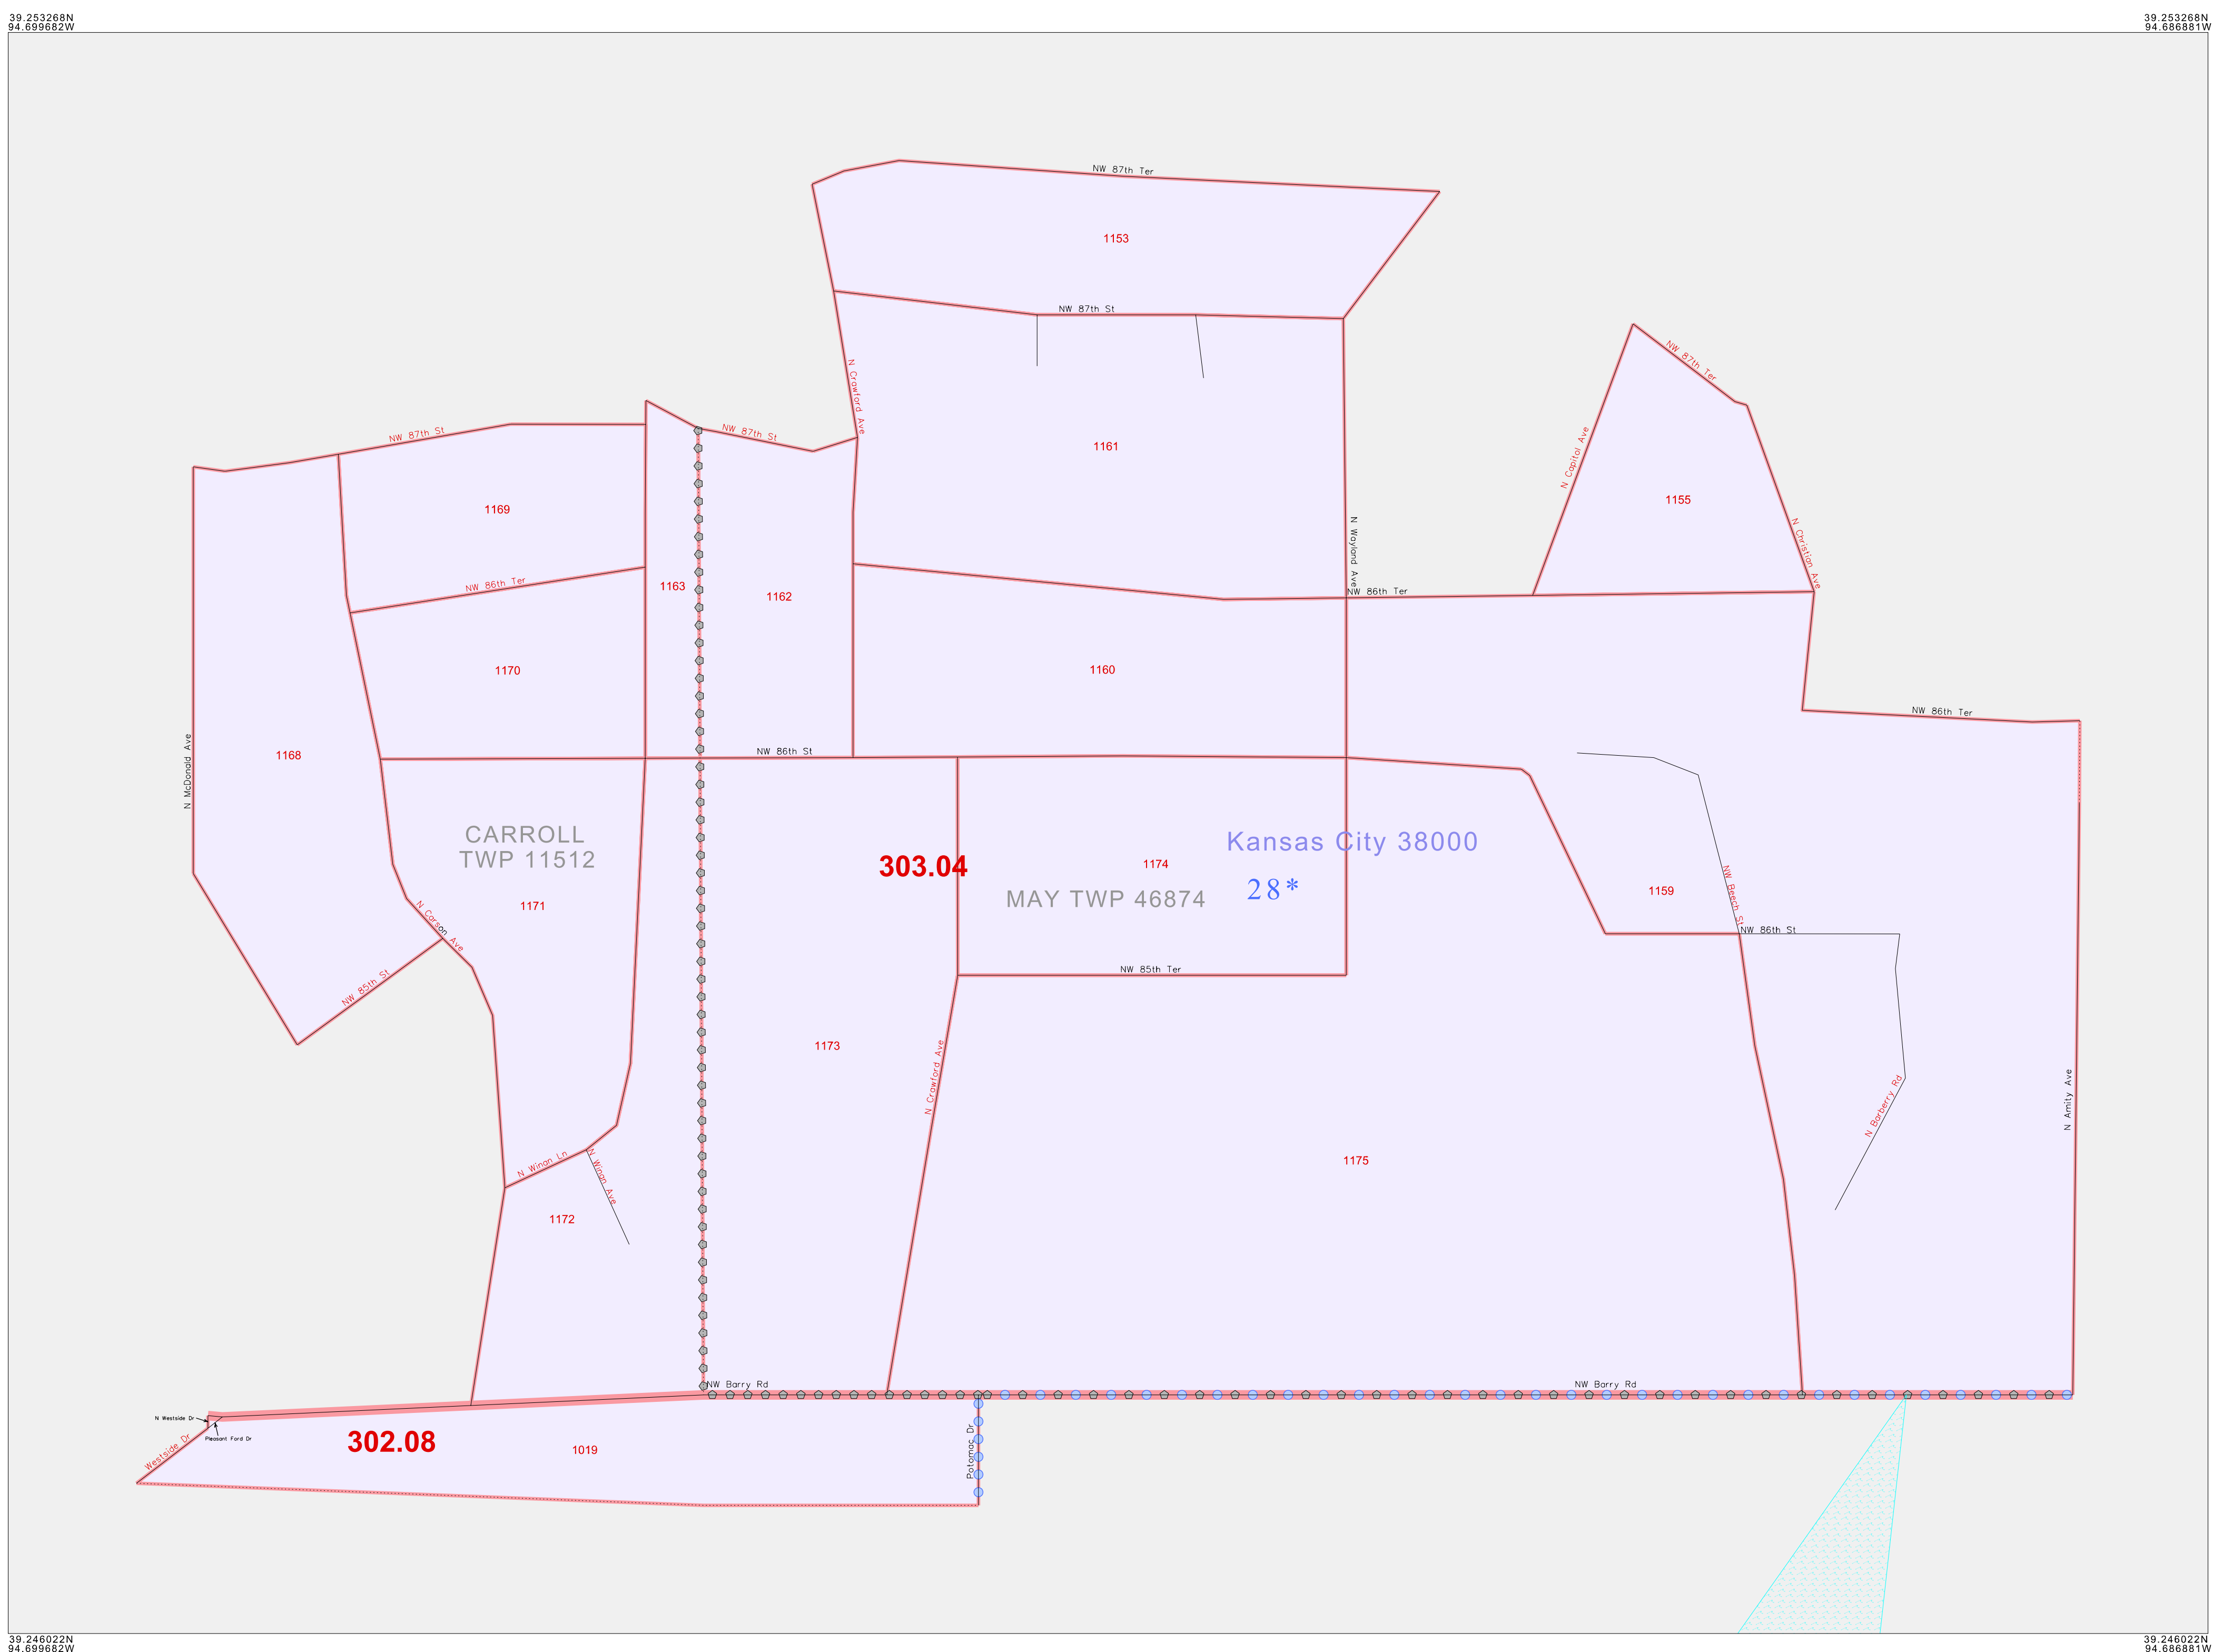 39.253268N
94.699682W
39.253268N
94.686881W
NW 87th Ter
1153
NW 87th St
N Crawford Ave
NW 87th Ter
NW 87th St
NW 87th St
1161
N Capitol Ave
1155
1169
N Wayland Ave
N Christian Ave
NW 86th Ter
1163
1162
NW 86th Ter
1170
1160
NW 86th Ter
N McDonald Ave
1168
NW 86th St
CARROLL
TWP 11512
Kansas City 38000
303.04
1174
28*
MAY TWP 46874
1159
NW Beech St
1171
N Carson Ave
NW 86th St
NW 85th St
NW 85th Ter
1173
N Crawford Ave
N Barberry Rd
N Amity Ave
N Winan Ln
N Winan Ave
1175
1172
NW Barry Rd
NW Barry Rd
N Westside Dr
Pleasant Ford Dr
Westside Dr
302.08
1019
Potomac Dr
39.246022N
94.699682W
39.246022N
94.686881W